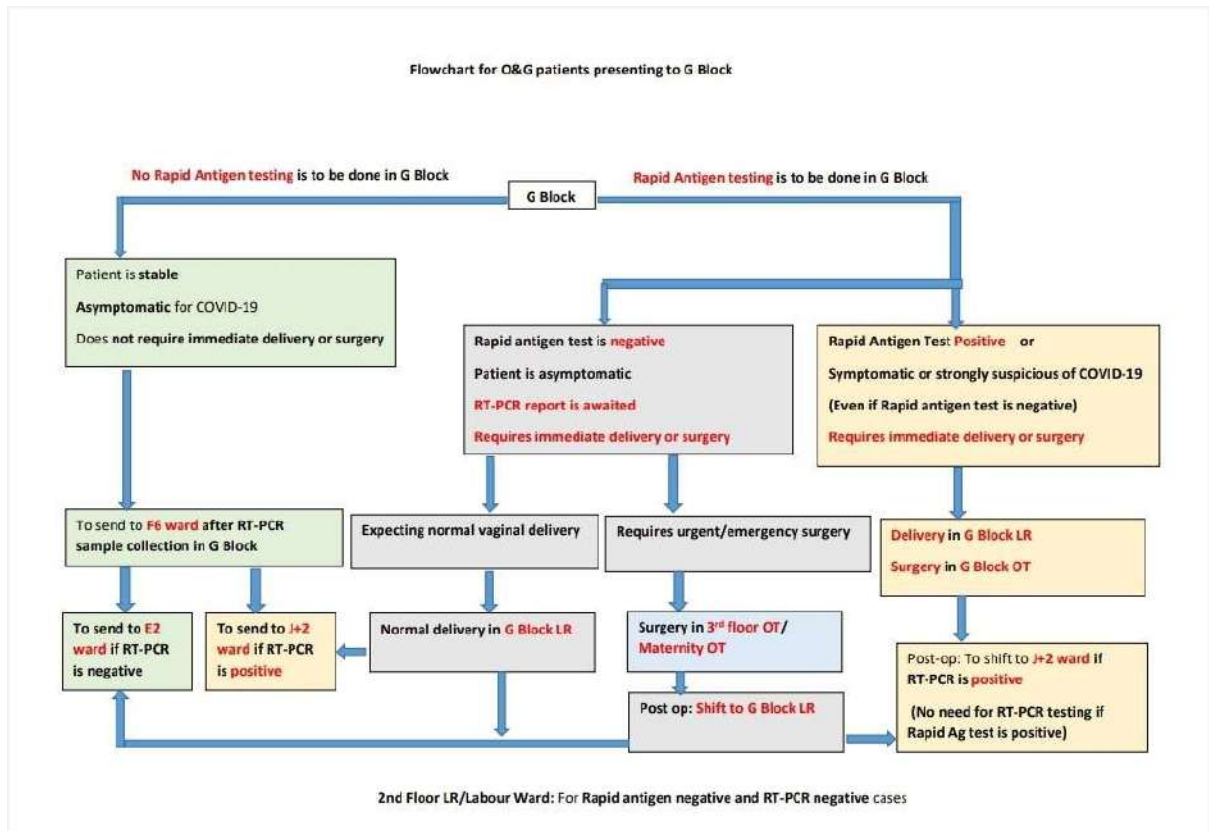 Flowchart for O&G patients presenting to G Block
No Rapid Antigen testing is to be done in G Block
Rapid Antigen testing is to be done in G Block
G Block
Patient is stable
Asymptomatic for COVID-19
Does not require immediate delivery or surgery
Rapid antigen test is negative
Patient is asymptomatic
RT-PCR report is awaited
Requires immediate delivery or surgery
Rapid Antigen Test Positive or
Symptomatic or strongly suspicious of COVID-19
(Even if Rapid antigen test is negative)
Requires immediate delivery or surgery
To send to F6 ward after RT-PCR
sample collection in G Block
Expecting normal vaginal delivery
Requires urgent/emergency surgery
Delivery in G Block LR
Surgery in G Block OT
To send to E2
ward if RT-PCR
is negative
To send to J+2
ward if RT-PCR
is positive
Normal delivery in G Block LR
Surgery in 3rd floor OT/
Maternity OT
Post op: Shift to G Block LR
Post-op: To shift to J+2 ward if
RT-PCR is positive
(No need for RT-PCR testing if
Rapid Ag test is positive)
2nd Floor LR/Labour Ward: For Rapid antigen negative and RT-PCR negative cases